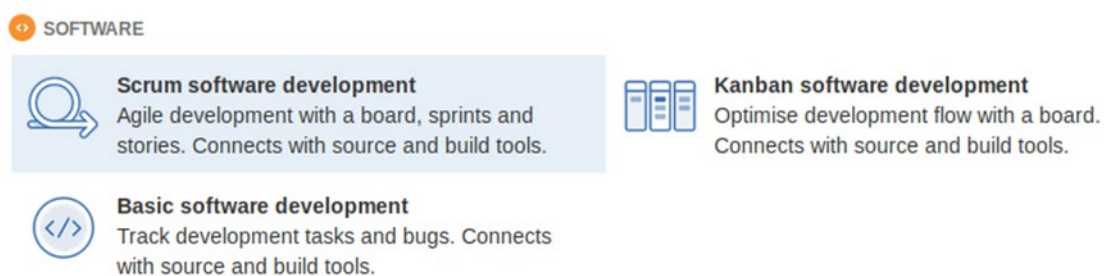 SOFTWARE
Scrum software development
Agile development with a board, sprints and
stories. Connects with source and build tools.
Kanban software development
Optimise development flow with a board.
Connects with source and build tools.
</>
Basic software development
Track development tasks and bugs. Connects
with source and build tools.